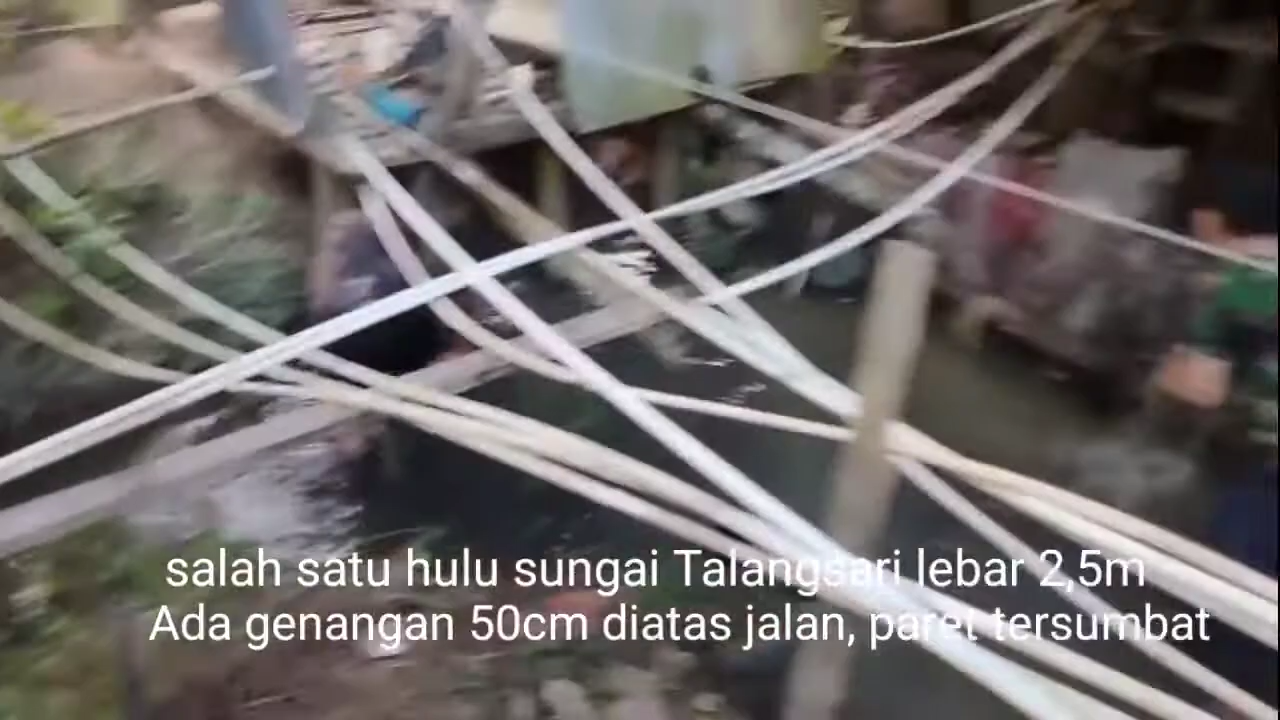 salah satu hulu sungai Talangsari lebar 2,5m
Ada genangan 50cm diatas jalan, paret tersumbat